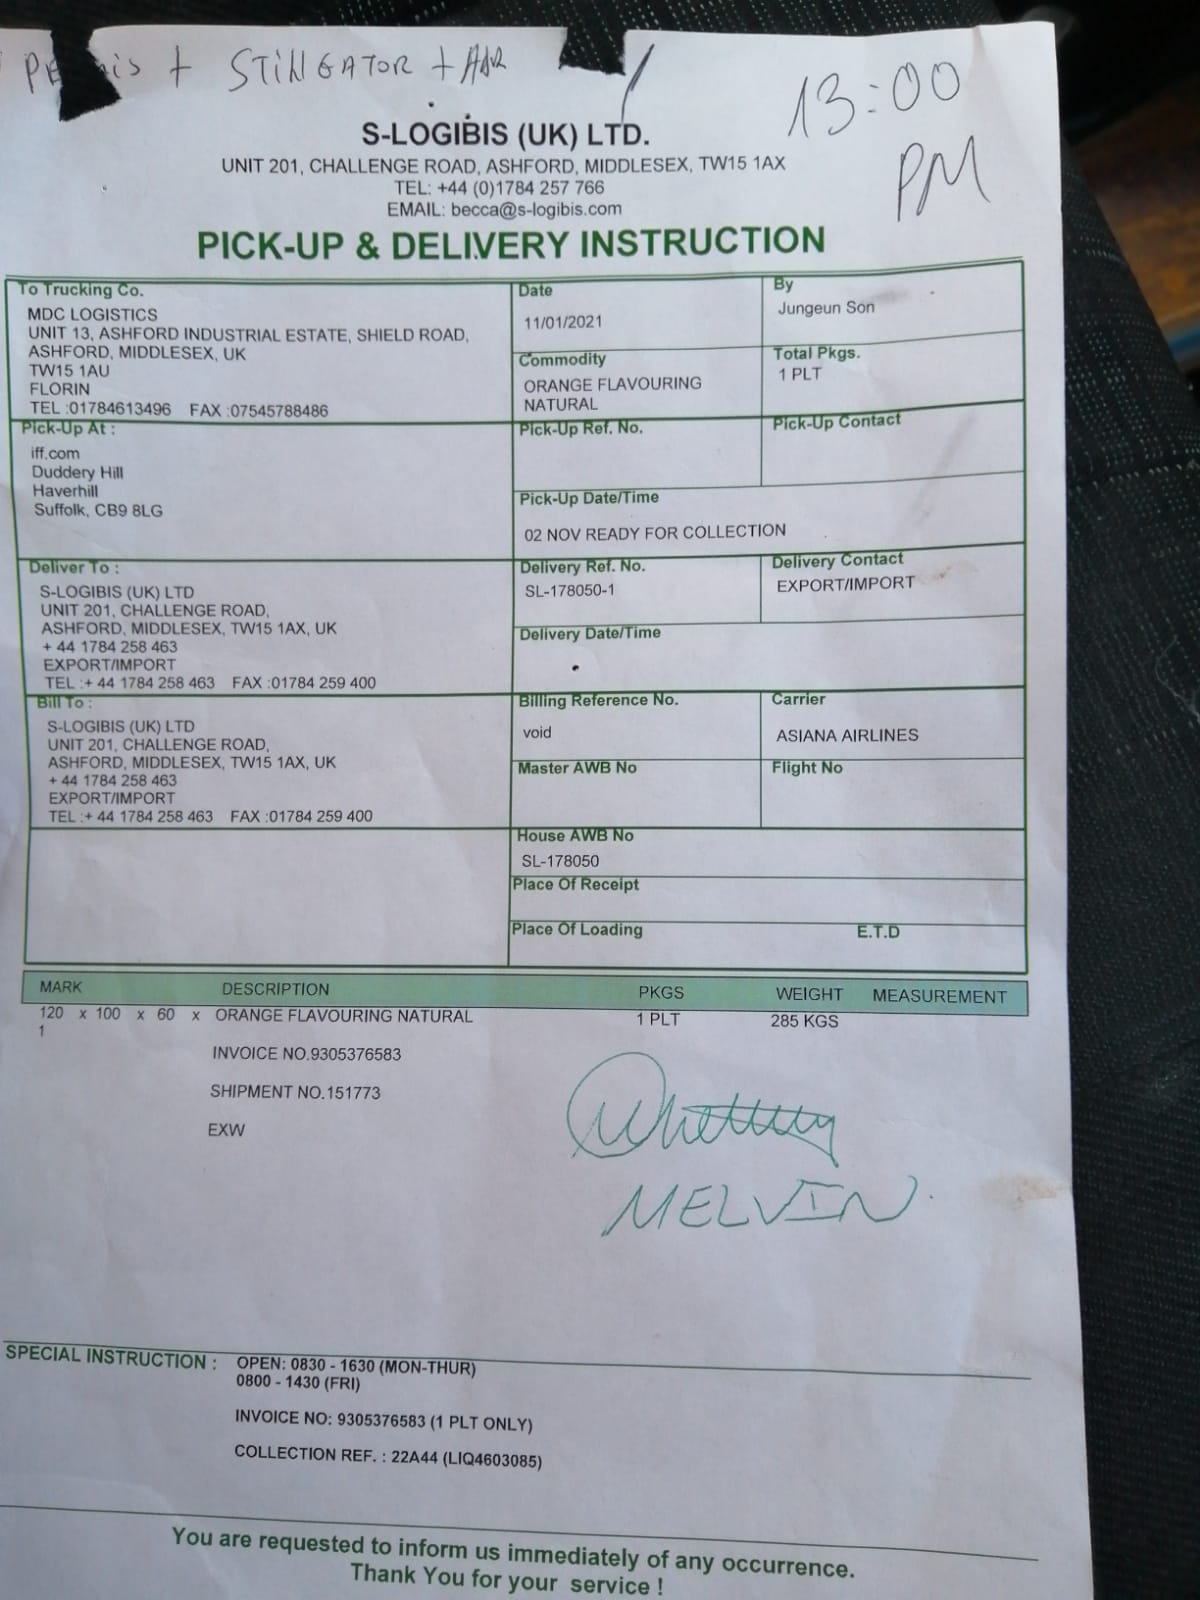 + STINGATOR + AAR
13:00
PM
S-LOGIBIS (UK) LTD.
UNIT 201, CHALLENGE ROAD, ASHFORD, MIDDLESEX, TW15 1AX
TEL: +44 (0)1784 257 766
EMAIL: becca@s-logibis.com
PICK-UP & DELIVERY INSTRUCTION
To Trucking Co.
MDC LOGISTICS
UNIT 13, ASHFORD INDUSTRIAL ESTATE, SHIELD ROAD,
ASHFORD, MIDDLESEX, UK
TW15 1AU
FLORIN
TEL :01784613496 FAX :07545788486
Date
11/01/2021
By
Jungeun Son
Commodity
ORANGE FLAVOURING
NATURAL
Total Pkgs.
1 PLT
Pick-Up At :
iff.com
Duddery Hill
Haverhill
Suffolk, CB9 8LG
Pick-Up Ref. No.
Pick-Up Contact
Pick-Up Date/Time
02 NOV READY FOR COLLECTION
Deliver To :
S-LOGIBIS (UK) LTD
UNIT 201, CHALLENGE ROAD,
ASHFORD, MIDDLESEX, TW15 1AX, UK
+ 44 1784 258 463
EXPORT/IMPORT
TEL :+ 44 1784 258 463 FAX :01784 259 400
Delivery Ref. No.
SL-178050-1
Delivery Contact
EXPORT/IMPORT
Delivery Date/Time
Bill To :
S-LOGIBIS (UK) LTD
UNIT 201, CHALLENGE ROAD,
ASHFORD, MIDDLESEX, TW15 1AX, UK
+ 44 1784 258 463
EXPORT/IMPORT
TEL :+ 44 1784 258 463 FAX :01784 259 400
Billing Reference No.
void
Carrier
ASIANA AIRLINES
Master AWB No
Flight No
House AWB No
SL-178050
Place Of Receipt
Place Of Loading E.T.D
MARK DESCRIPTION PKGS WEIGHT MEASUREMENT
120 x 100 x 60 x ORANGE FLAVOURING NATURAL 1 PLT 285 KGS
1
INVOICE NO.9305376583
SHIPMENT NO.151773
EXW
MELVIN
SPECIAL INSTRUCTION : OPEN: 0830 - 1630 (MON-THUR)
0800 - 1430 (FRI)
INVOICE NO: 9305376583 (1 PLT ONLY)
COLLECTION REF. : 22A44 (LIQ4603085)
You are requested to inform us immediately of any occurrence.
Thank You for your service !